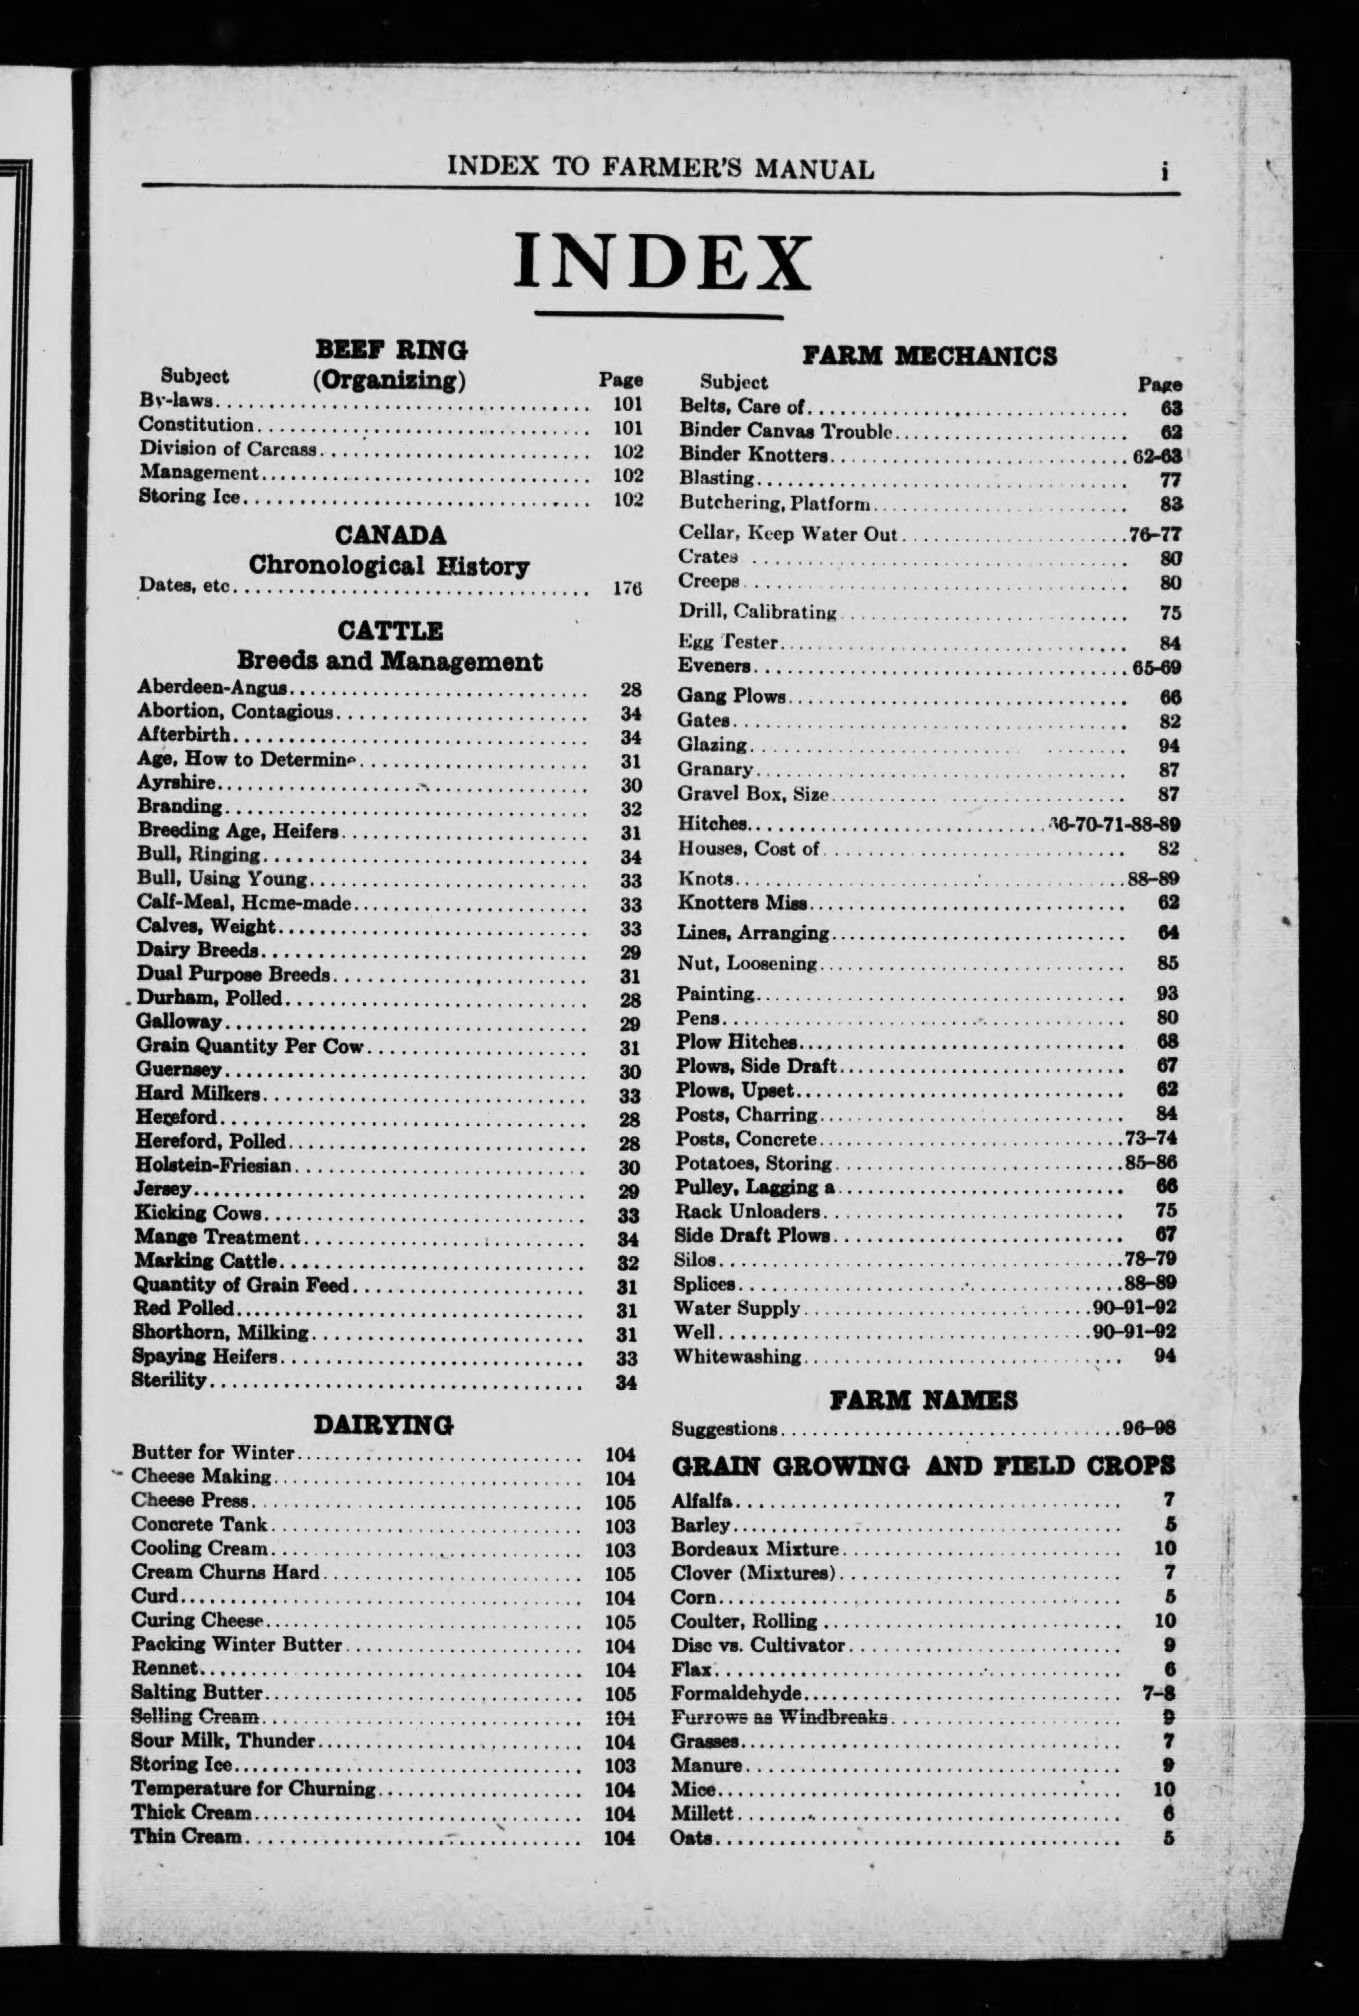 INDEX TO FARMER'S MANUAL i
INDEX
BEEF RING
(Organizing)
Subject Page
By-laws 101
Constitution 101
Division of Carcass 102
Management 102
Storing Ice 102
CANADA
Chronological History
Dates, etc 176
CATTLE
Breeds and Management
Aberdeen-Angus 28
Abortion, Contagious 34
Afterbirth 34
Age, How to Determine 31
Ayrshire 30
Branding 32
Breeding Age, Heifers 31
Bull, Ringing 34
Bull, Using Young 33
Calf-Meal, Home-made 33
Calves, Weight 33
Dairy Breeds 29
Dual Purpose Breeds 31
Durham, Polled 28
Galloway 29
Grain Quantity Per Cow 31
Guernsey 30
Hard Milkers 33
Hereford 28
Hereford, Polled 28
Holstein-Friesian 30
Jersey 29
Kicking Cows 33
Mange Treatment 34
Marking Cattle 32
Quantity of Grain Feed 31
Red Polled 31
Shorthorn, Milking 31
Spaying Heifers 33
Sterility 34
DAIRYING
Butter for Winter 104
Cheese Making 104
Cheese Press 105
Concrete Tank 103
Cooling Cream 103
Cream Churns Hard 105
Curd 104
Curing Cheese 105
Packing Winter Butter 104
Rennet 104
Salting Butter 105
Selling Cream 104
Sour Milk, Thunder 104
Storing Ice 103
Temperature for Churning 104
Thick Cream 104
Thin Cream 104
FARM MECHANICS
Subject Page
Belts, Care of 63
Binder Canvas Trouble 62
Binder Knotters 62-63
Blasting 77
Butchering, Platform 83
Cellar, Keep Water Out 76-77
Crates 80
Creeps 80
Drill, Calibrating 75
Egg Tester 84
Eveners 65-69
Gang Plows 66
Gates 82
Glazing 94
Granary 87
Gravel Box, Size 87
Hitches 66-70-71-88-89
Houses, Cost of 82
Knots 88-89
Knotters Miss 62
Lines, Arranging 64
Nut, Loosening 85
Painting 93
Pens 80
Plow Hitches 68
Plows, Side Draft 67
Plows, Upset 62
Posts, Charring 84
Posts, Concrete 73-74
Potatoes, Storing 85-86
Pulley, Lagging a 66
Rack Unloaders 75
Side Draft Plows 67
Silos 78-79
Splices 88-89
Water Supply 90-91-92
Well 90-91-92
Whitewashing 94
FARM NAMES
Suggestions 96-98
GRAIN GROWING AND FIELD CROPS
Alfalfa 7
Barley 5
Bordeaux Mixture 10
Clover (Mixtures) 7
Corn 5
Coulter, Rolling 10
Disc vs. Cultivator 9
Flax 6
Formaldehyde 7-8
Furrows as Windbreaks 9
Grasses 7
Manure 9
Mice 10
Millett 6
Oats 5